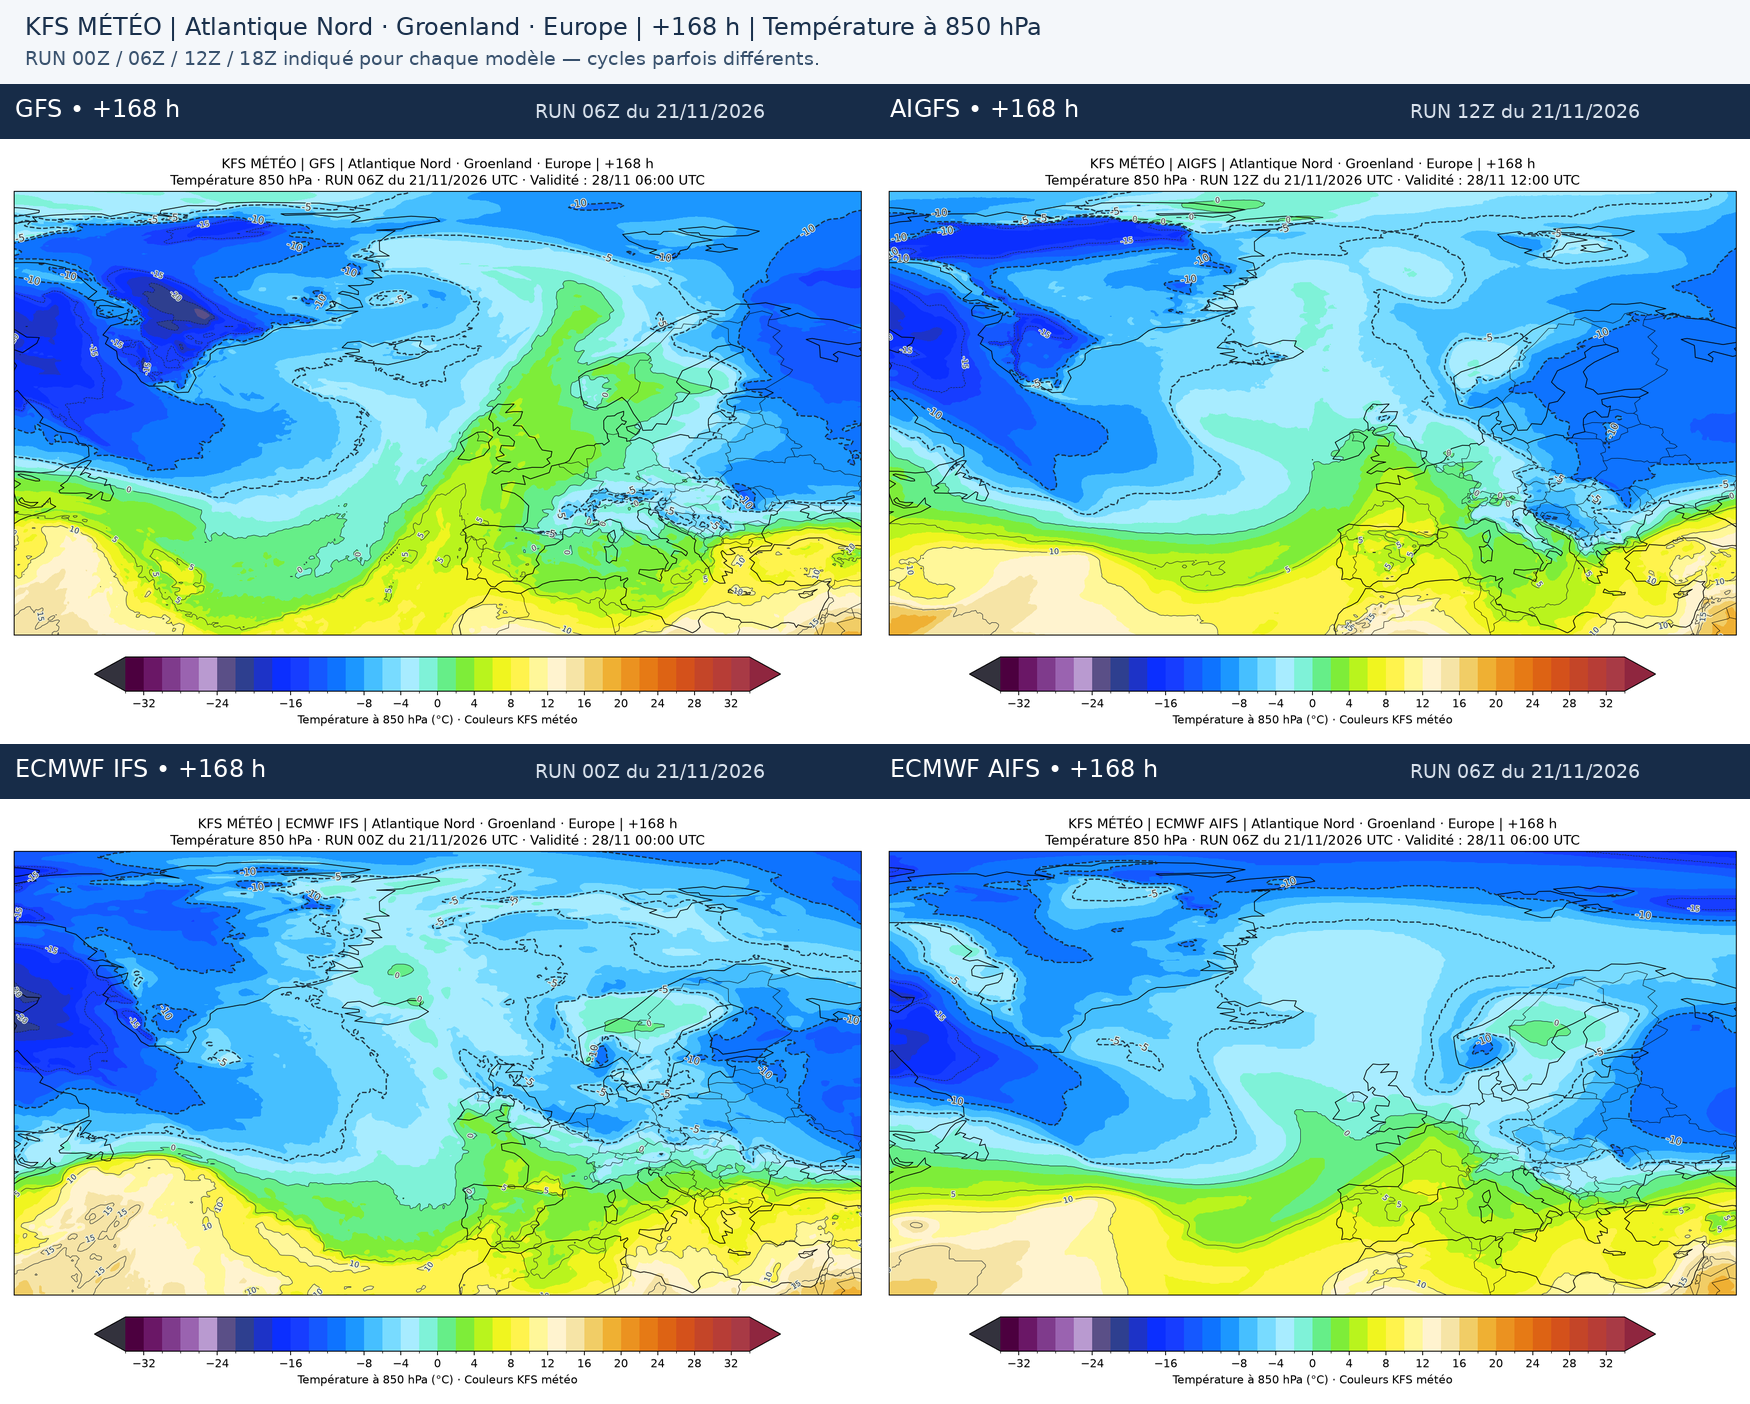 KFS MÉTÉO | Atlantique Nord · Groenland · Europe | +168 h | Température à 850 hPa
RUN 00Z / 06Z / 12Z / 18Z indiqué pour chaque modèle — cycles parfois différents.
GFS • +168 h
RUN 06Z du 21/11/2026
KFS MÉTÉO | GFS | Atlantique Nord · Groenland · Europe | +168 h
Température 850 hPa · RUN 06Z du 21/11/2026 UTC · Validité : 28/11 06:00 UTC
−32 −24 −16 −8 −4 0 4 8 12 16 20 24 28 32
Température à 850 hPa (°C) · Couleurs KFS météo
AIGFS • +168 h
RUN 12Z du 21/11/2026
KFS MÉTÉO | AIGFS | Atlantique Nord · Groenland · Europe | +168 h
Température 850 hPa · RUN 12Z du 21/11/2026 UTC · Validité : 28/11 12:00 UTC
−32 −24 −16 −8 −4 0 4 8 12 16 20 24 28 32
Température à 850 hPa (°C) · Couleurs KFS météo
ECMWF IFS • +168 h
RUN 00Z du 21/11/2026
KFS MÉTÉO | ECMWF IFS | Atlantique Nord · Groenland · Europe | +168 h
Température 850 hPa · RUN 00Z du 21/11/2026 UTC · Validité : 28/11 00:00 UTC
−32 −24 −16 −8 −4 0 4 8 12 16 20 24 28 32
Température à 850 hPa (°C) · Couleurs KFS météo
ECMWF AIFS • +168 h
RUN 06Z du 21/11/2026
KFS MÉTÉO | ECMWF AIFS | Atlantique Nord · Groenland · Europe | +168 h
Température 850 hPa · RUN 06Z du 21/11/2026 UTC · Validité : 28/11 06:00 UTC
−32 −24 −16 −8 −4 0 4 8 12 16 20 24 28 32
Température à 850 hPa (°C) · Couleurs KFS météo